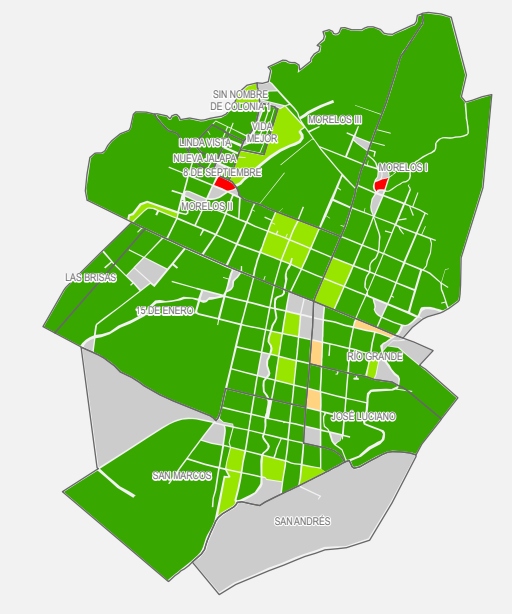 SIN NOMBRE
DE COLONIA 1
VIDA
MEJOR
MORELOS III
LINDA VISTA
NUEVA JALAPA
8 DE SEPTIEMBRE
MORELOS I
MORELOS II
LAS BRISAS
15 DE ENERO
RÍO GRANDE
JOSÉ LUCIANO
SAN MARCOS
SAN ANDRÉS